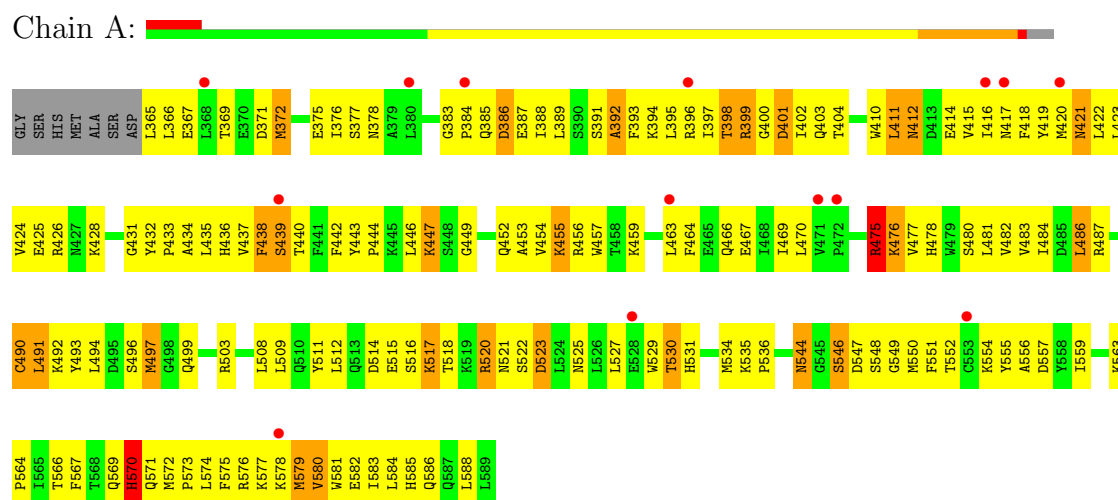 Chain A:
GLY SER HIS MET ALA SER ASP L365 L366 E367 L368 T369 E370 D371 M372 E375 I376 S377 N378 A379 L380 G383 P384 Q385 D386 E387 I388 L389 S390 S391 A392 F393 K394 L395 R396 I397 T398 R399 G400 D401 I402 Q403 T404 W410 L411 N412 D413 E414 V415 I416 N417 F418 Y419 M420 N421 L422 L423
V424 E425 R426 N427 K428 G431 Y432 P433 A434 L435 H436 V437 F438 S439 T440 F441 F442 Y443 P444 K445 L446 K447 S448 G449 Q452 A453 V454 K455 R456 W457 T458 K459 L463 F464 E465 Q466 E467 I468 I469 L470 V471 P472 R475 K476 V477 H478 W479 S480 L481 V482 V483 I484 D485 L486 R487
C490 L491 K492 Y493 L494 D495 S496 M497 G498 Q499 R503 L508 L509 Q510 Y511 L512 Q513 D514 E515 S516 K517 T518 K519 R520 N521 S522 D523 L524 N525 L526 L527 E528 W529 T530 H531 M534 K535 P536 N544 G545 S546 D547 S548 G549 M550 F551 T552 C553 K554 Y555 A556 D557 Y558 I559 K563
P564 I565 T566 F567 T568 Q569 H570 Q571 M572 P573 L574 F575 R576 K577 K578 M579 V580 W581 E582 I583 L584 H585 Q586 Q587 L588 L589